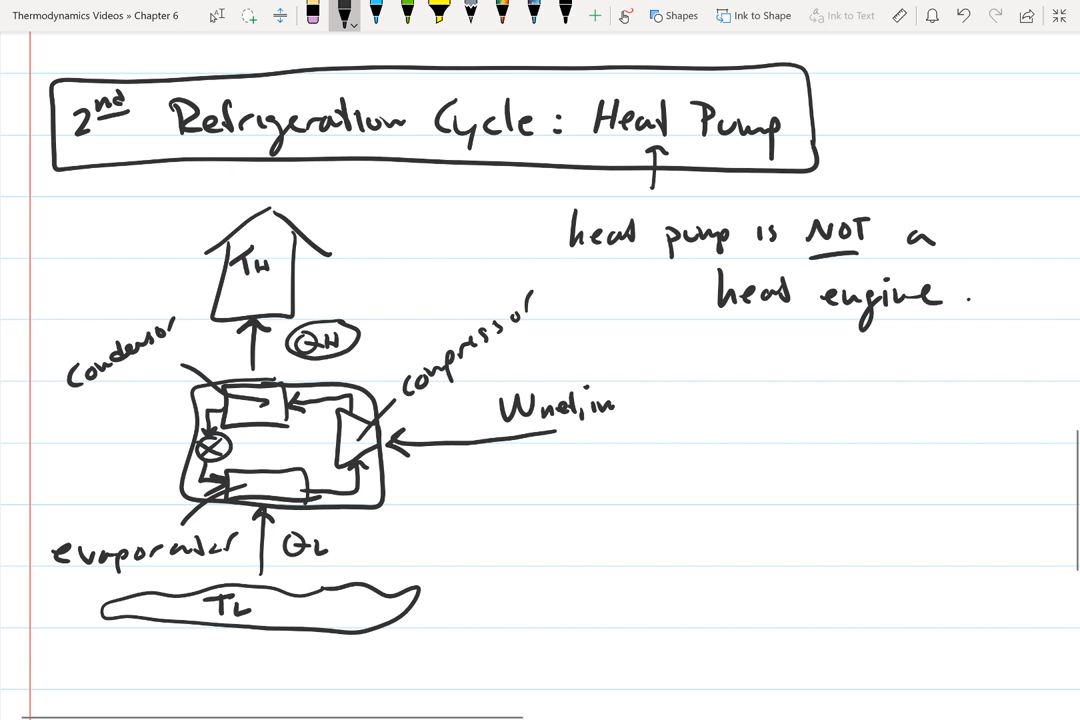 Thermodynamics Videos » Chapter 6
Shapes
Ink to Shape
Ink to Text
2nd Refrigeration Cycle: Heat Pump
heat pump is NOT a
heat engine.
TH
QH
Condensor
compressor
Wnet,in
evaporator
QL
TL